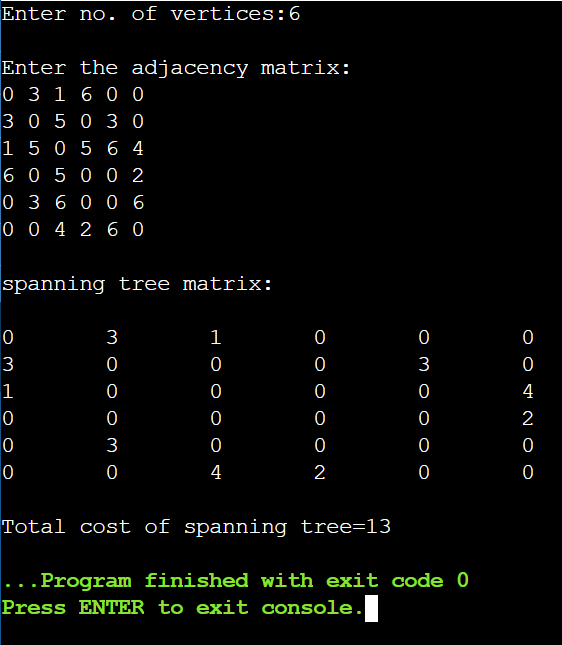 Enter no. of vertices:6
Enter the adjacency matrix:
0 3 1 6 0 0
3 0 5 0 3 0
1 5 0 5 6 4
6 0 5 0 0 2
0 3 6 0 0 6
0 0 4 2 6 0
spanning tree matrix:
0 3 1 0 0 0
3 0 0 0 3 0
1 0 0 0 0 4
0 0 0 0 0 2
0 3 0 0 0 0
0 0 4 2 0 0
Total cost of spanning tree=13
...Program finished with exit code 0
Press ENTER to exit console.